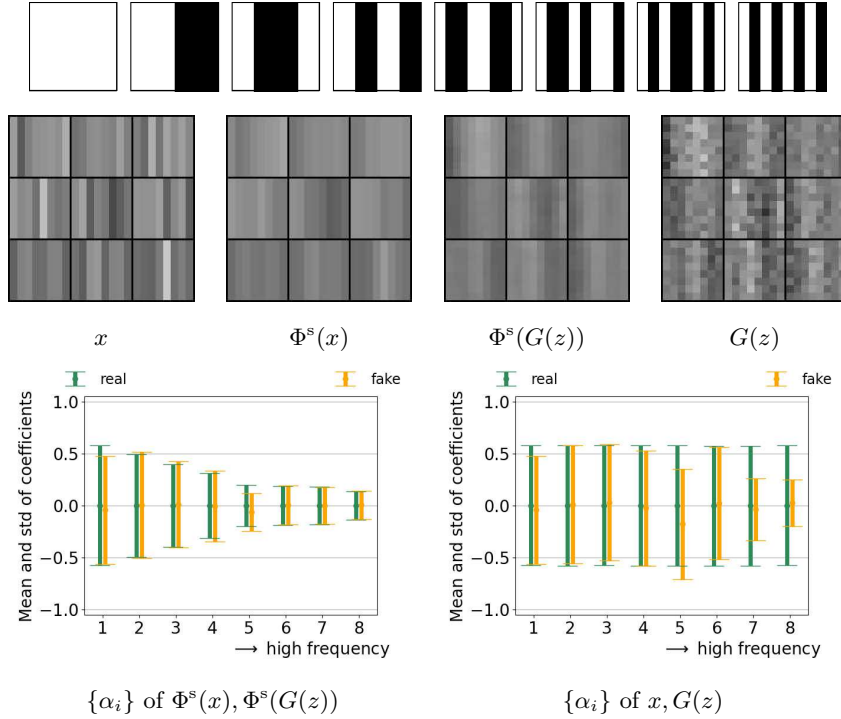 x
Φˢ(x)
Φˢ(G(z))
G(z)
real
fake
Mean and std of coefficients
1.0
0.5
0.0
−0.5
−1.0
1 2 3 4 5 6 7 8
⟶ high frequency
{αᵢ} of Φˢ(x), Φˢ(G(z))
real
fake
Mean and std of coefficients
1.0
0.5
0.0
−0.5
−1.0
1 2 3 4 5 6 7 8
⟶ high frequency
{αᵢ} of x, G(z)